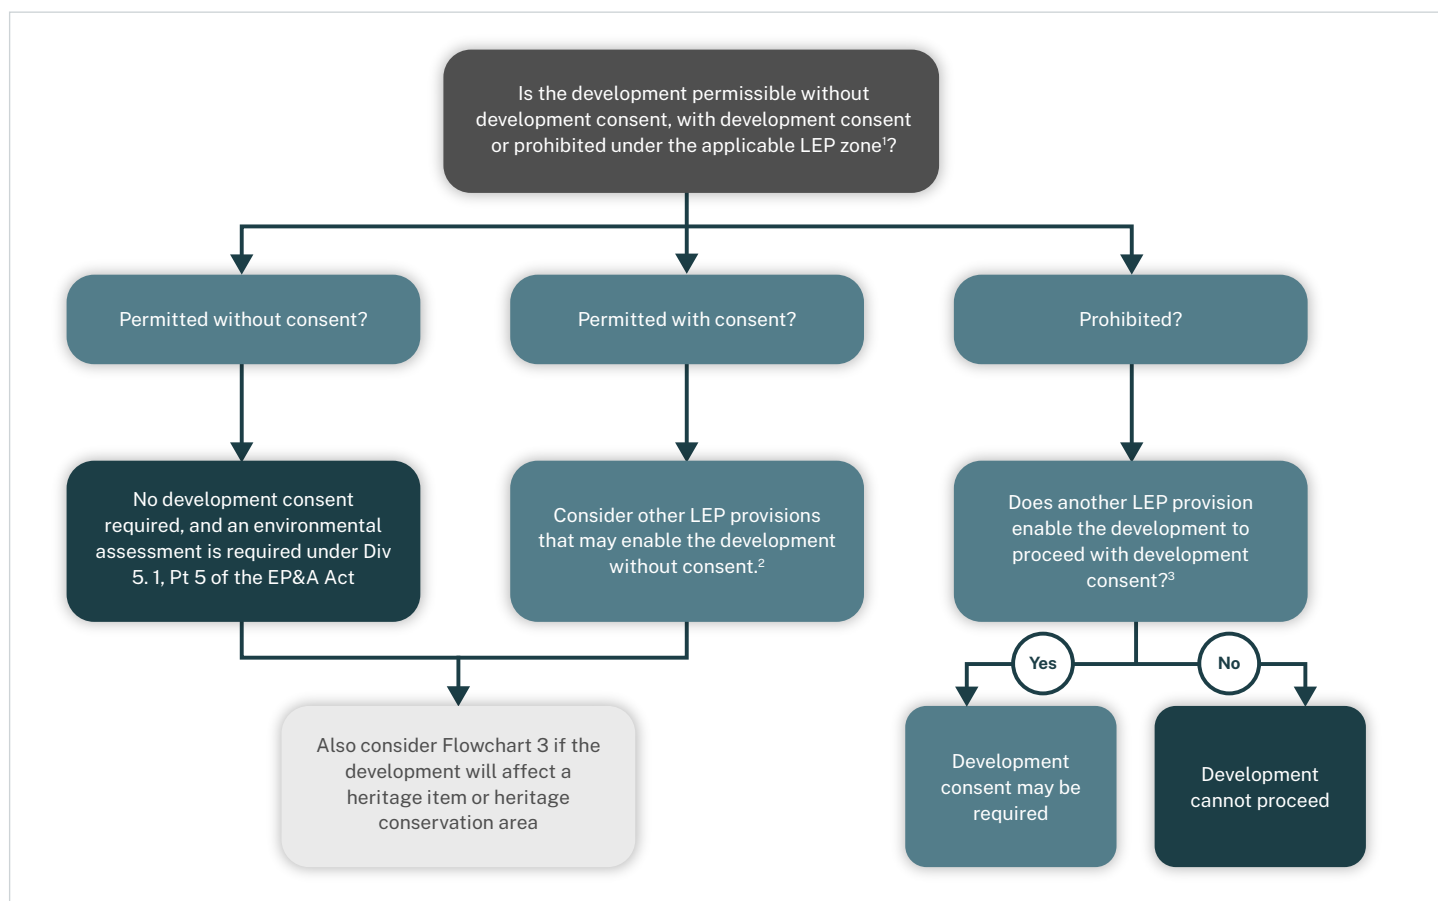 Is the development permissible without
development consent, with development consent
or prohibited under the applicable LEP zone¹?
Permitted without consent?
Permitted with consent?
Prohibited?
No development consent
required, and an environmental
assessment is required under Div
5. 1, Pt 5 of the EP&A Act
Consider other LEP provisions
that may enable the development
without consent.²
Does another LEP provision
enable the development to
proceed with development
consent?³
Yes
No
Also consider Flowchart 3 if the
development will affect a
heritage item or heritage
conservation area
Development
consent may be
required
Development
cannot proceed